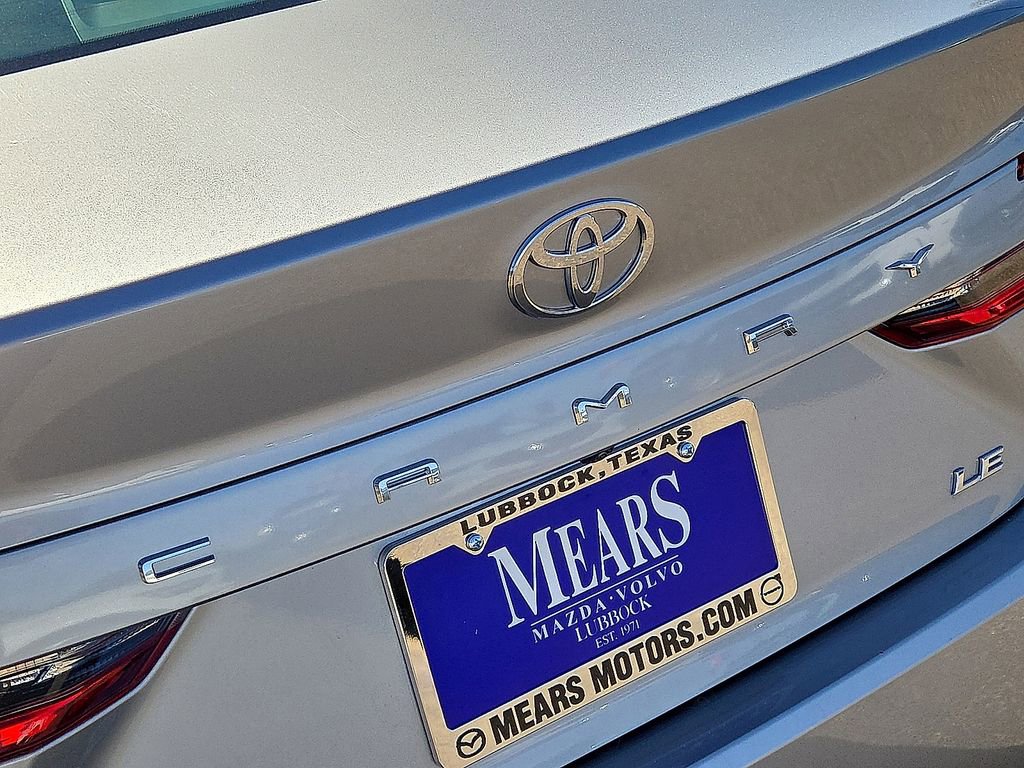 CAMRY
LE
LUBBOCK, TEXAS
MEARS
MAZDA · VOLVO
LUBBOCK
EST. 1971
MEARS MOTORS.COM